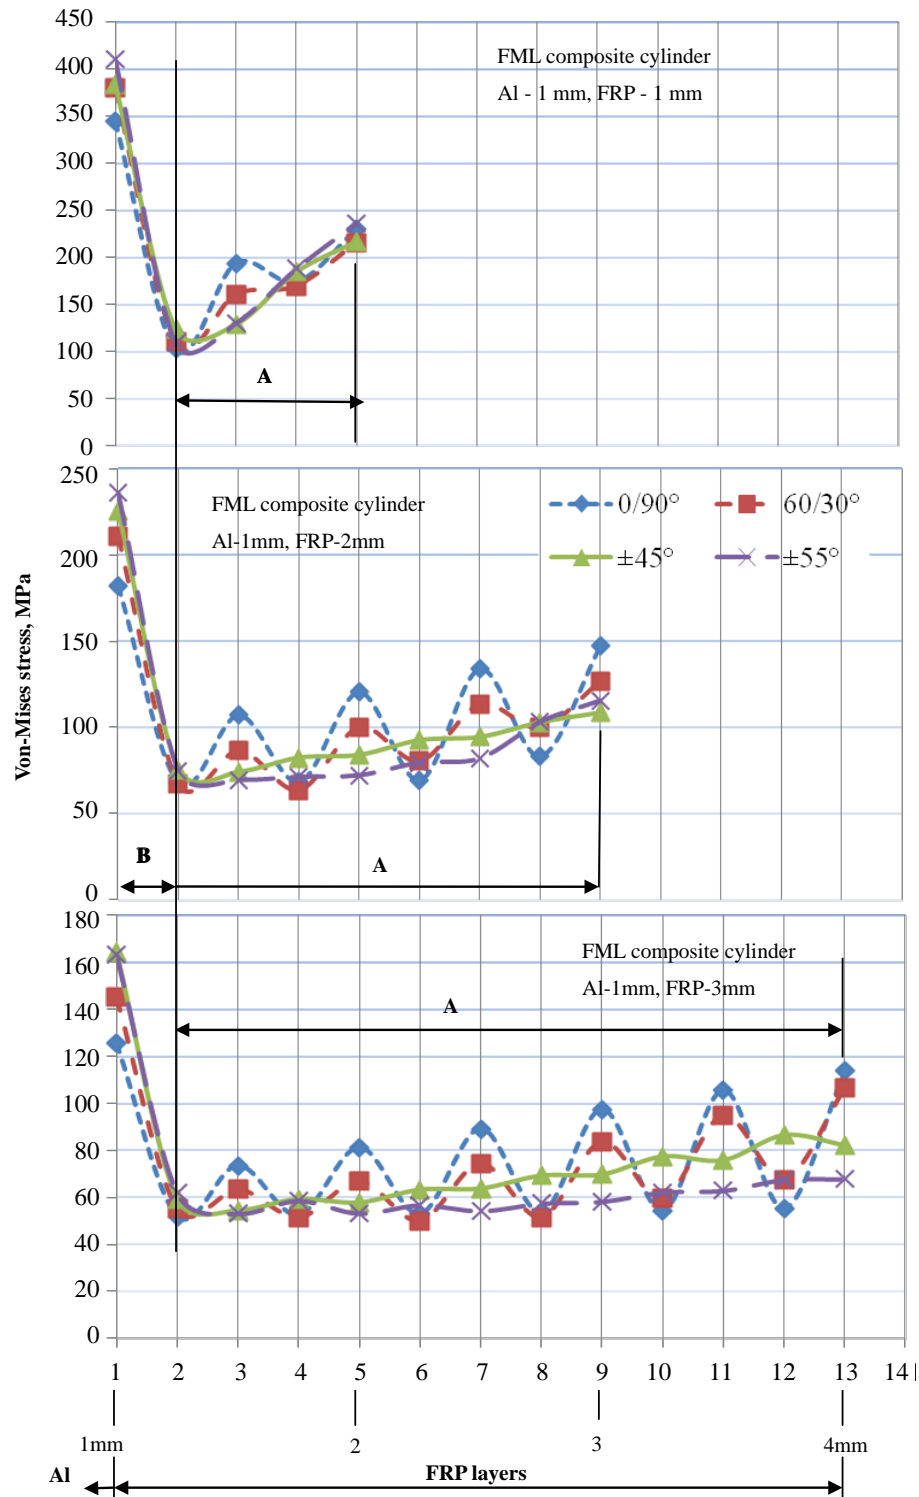 450
400
350
300
250
200
150
100
50
0
FML composite cylinder
Al - 1 mm, FRP - 1 mm
A
250
200
150
100
50
0
FML composite cylinder
Al-1mm, FRP-2mm
0/90° 60/30°
±45° ±55°
Von-Mises stress, MPa
B
A
180
160
140
120
100
80
60
40
20
0
FML composite cylinder
Al-1mm, FRP-3mm
A
1 2 3 4 5 6 7 8 9 10 11 12 13 14
1mm 2 3 4mm
Al FRP layers